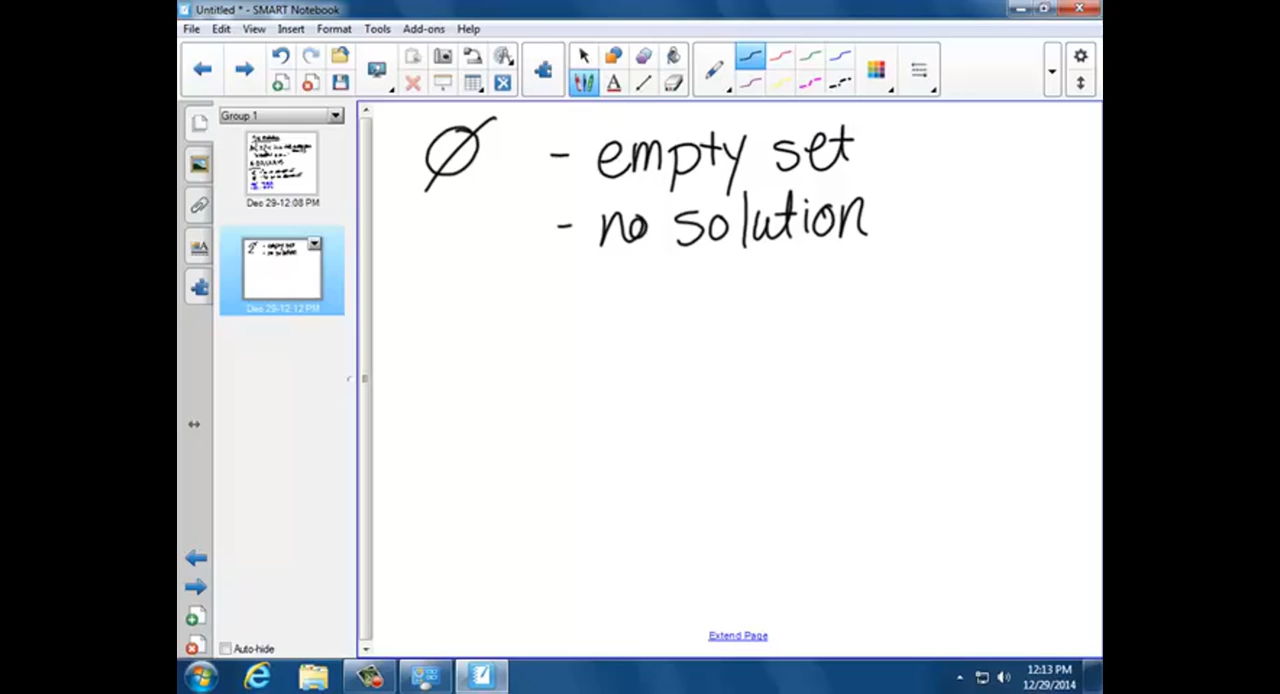 Untitled * - SMART Notebook
File Edit View Insert Format Tools Add-ons Help
Group 1
Dec 29-12:08 PM
Dec 29-12:12 PM
∅ - empty set
- no solution
Extend Page
Auto-hide
12:13 PM
12/29/2014